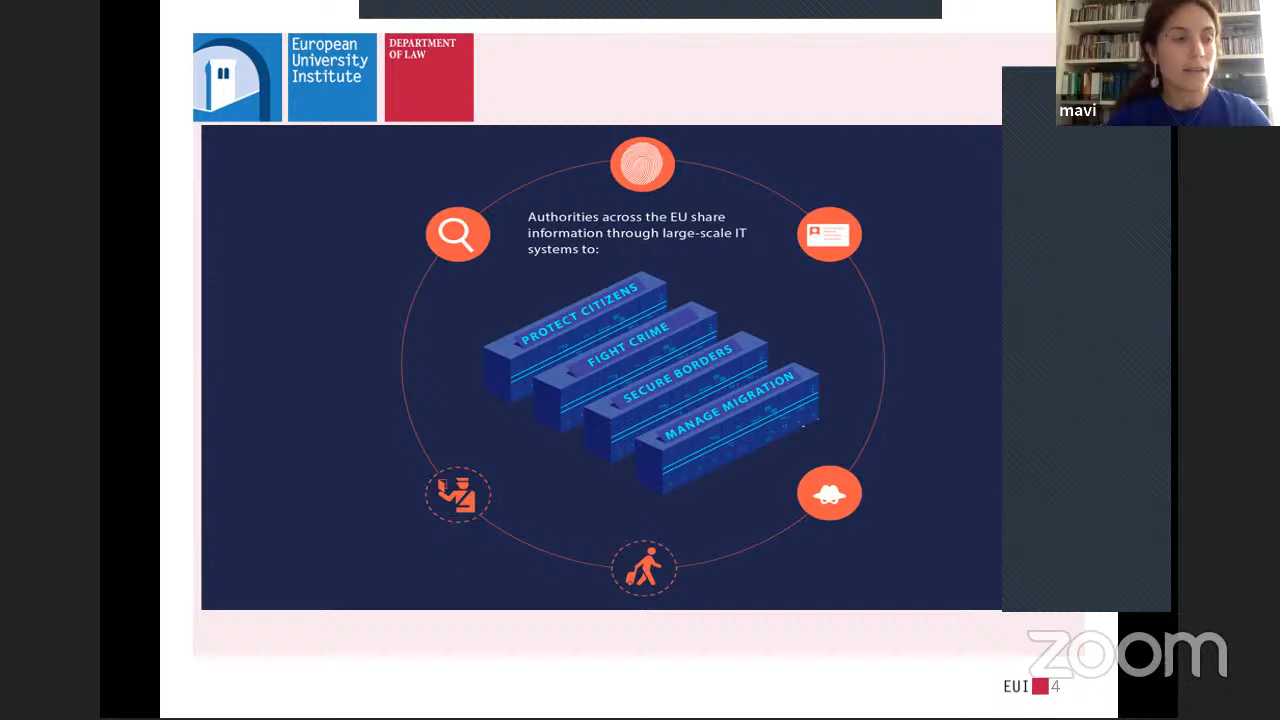 European
University
Institute
DEPARTMENT
OF LAW
mavi
Authorities across the EU share
information through large-scale IT
systems to:
PROTECT CITIZENS
FIGHT CRIME
SECURE BORDERS
MANAGE MIGRATION
zoom
EUI 4